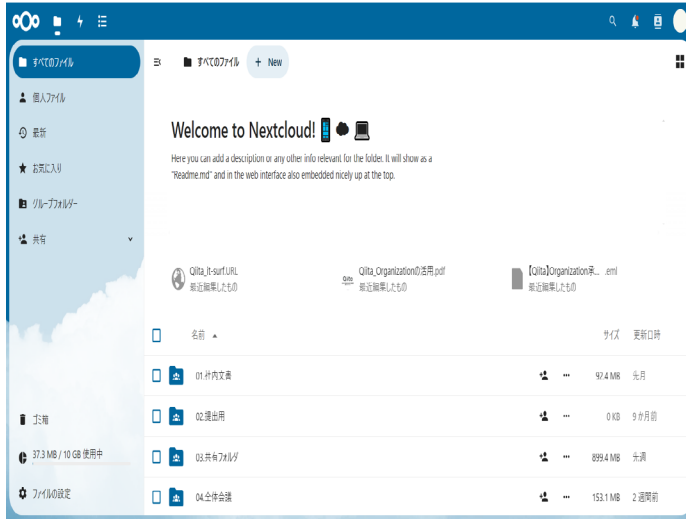 すべてのファイル
個人ファイル
最新
お気に入り
グループフォルダー
共有
ゴミ箱
37.3 MB / 10 GB 使用中
ファイルの設定
すべてのファイル
+ New
Welcome to Nextcloud!
Here you can add a description or any other info relevant for the folder. It will show as a
"Readme.md" and in the web interface also embedded nicely up at the top.
Qiita_it-surf.URL
最近編集したもの
Qiita_Organizationの活用.pdf
最近編集したもの
【Qiita】Organization承... .eml
最近編集したもの
名前 サイズ 更新日時
01.社内文書 97.4 MB 先月
02.提出用 0 KB 9 か月前
03.共有フォルダ 899.4 MB 先週
04.全体会議 153.1 MB 2 週間前